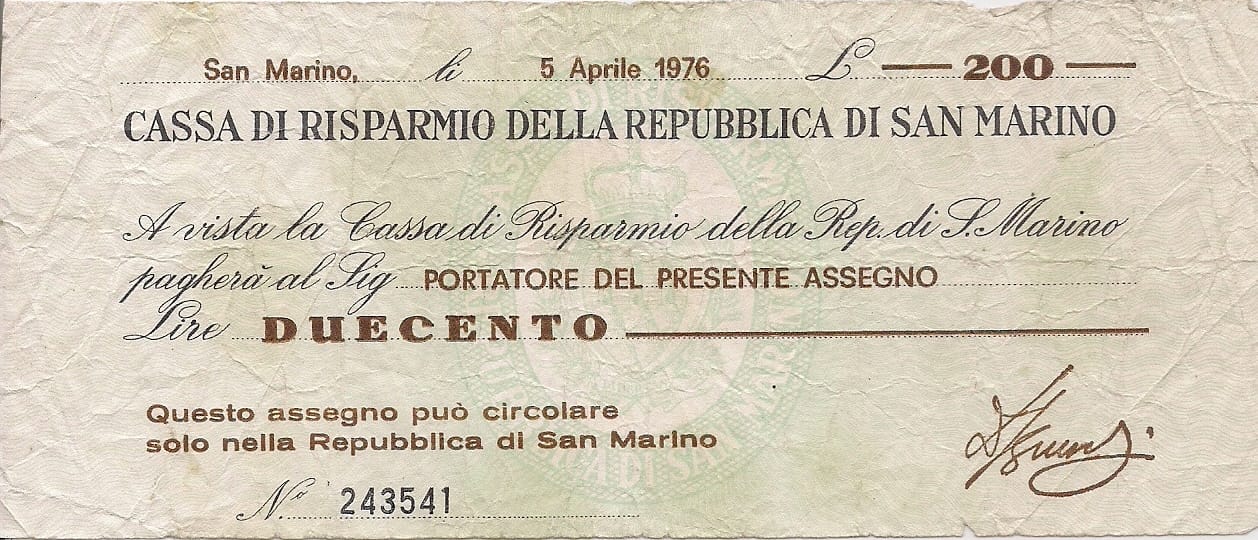 San Marino, lì 5 Aprile 1976 £ 200
CASSA DI RISPARMIO DELLA REPUBBLICA DI SAN MARINO
A vista la Cassa di Risparmio della Rep. di S. Marino
pagherà al Sig PORTATORE DEL PRESENTE ASSEGNO
Lire DUECENTO
Questo assegno può circolare
solo nella Repubblica di San Marino
N.o 243541